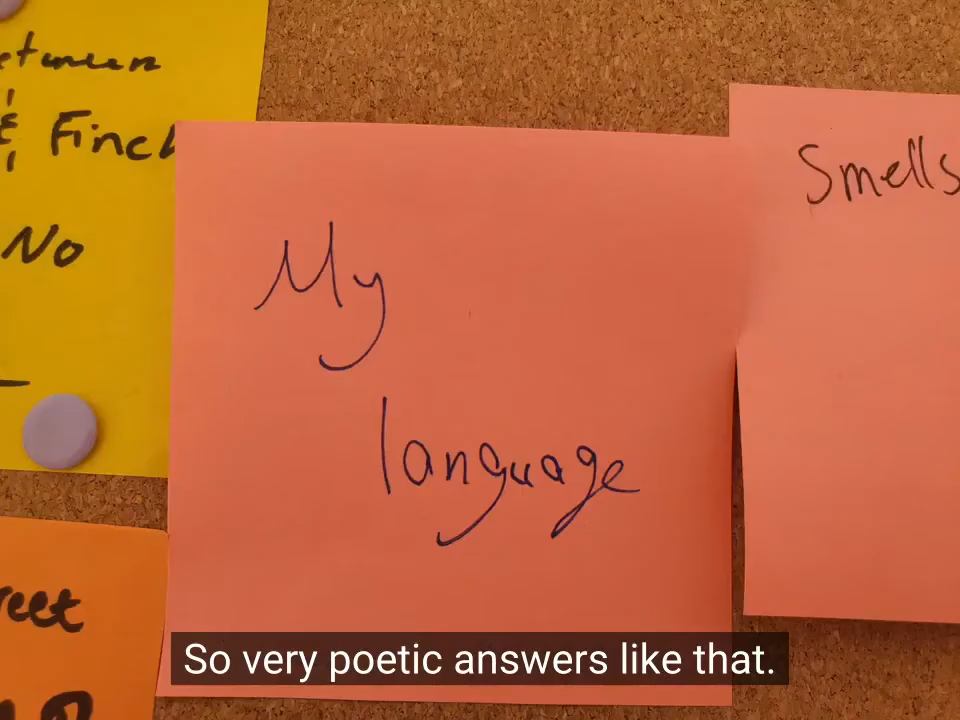 Finch
No
My
language
Smells
So very poetic answers like that.